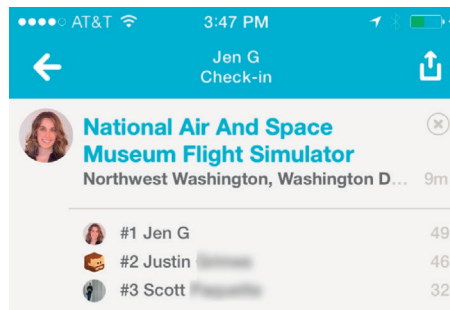 AT&T 3:47 PM
Jen G
Check-in
National Air And Space
Museum Flight Simulator
Northwest Washington, Washington D... 9m
#1 Jen G 49
#2 Justin 46
#3 Scott 32